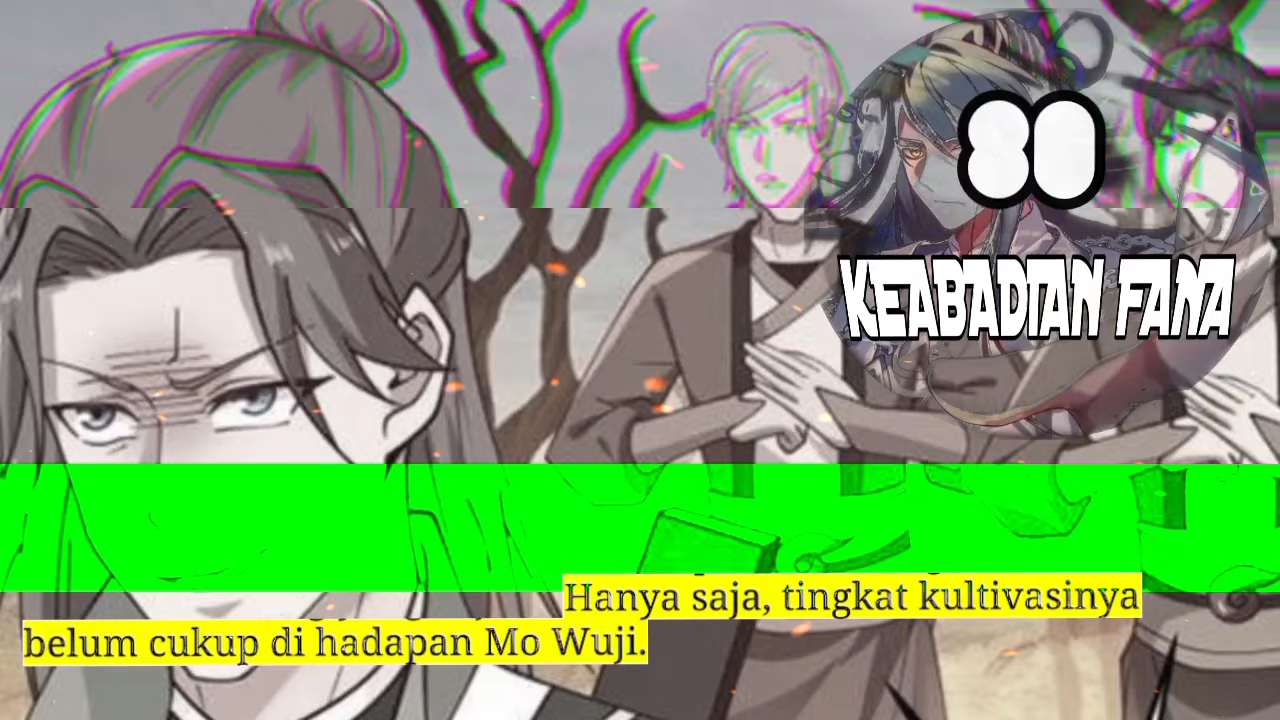 80
KEABADIAN FANA
Hanya saja, tingkat kultivasinya
belum cukup di hadapan Mo Wuji.